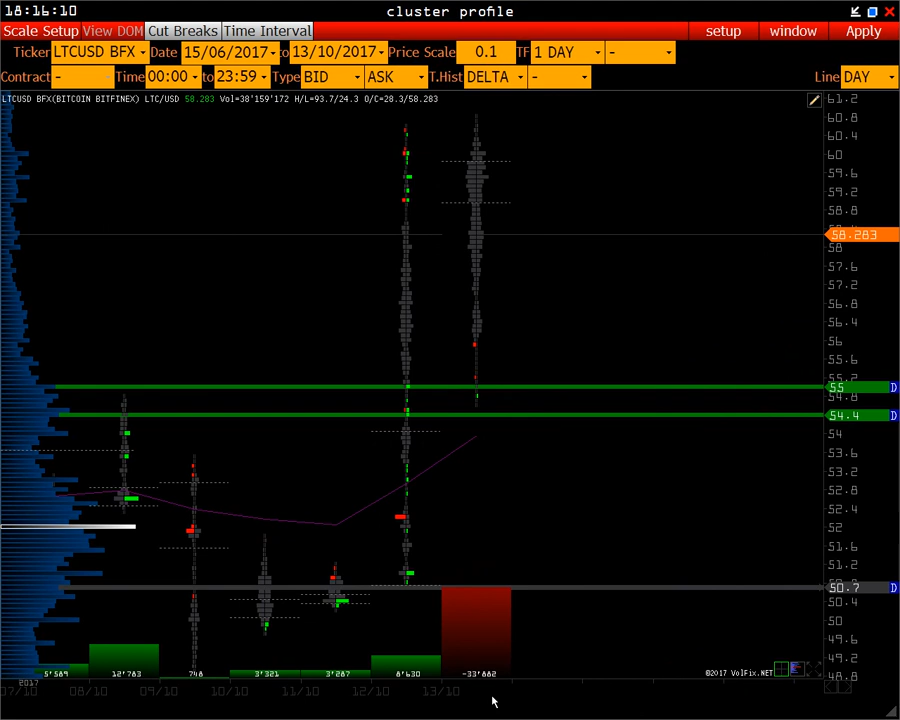 18:16:10 cluster profile
Scale Setup View DOM Cut Breaks Time Interval setup window Apply
Ticker LTCUSD BFX Date 15/06/2017 to 13/10/2017 Price Scale 0.1 TF 1 DAY -
Contract - Time 00:00 to 23:59 Type BID ASK T.Hist DELTA - Line DAY
LTCUSD BFX(BITCOIN BITFINEX) LTC/USD 58.283 Vol=38'159'172 H/L=93.7/24.3 O/C=28.3/58.283
61.2
60.8
60.4
60
59.6
59.2
58.8
58.283
58
57.6
57.2
56.8
56.4
56
55.6
55.2
55 D
54.8
54.4 D
54
53.6
53.2
52.8
52.4
52
51.6
51.2
50.7 D
50.4
50
49.6
49.2
48.8
5'589 12'783 748 3'321 3'287 8'630 -33'882
©2017 VolFix.NET
2017
07/10 08/10 09/10 10/10 11/10 12/10 13/10